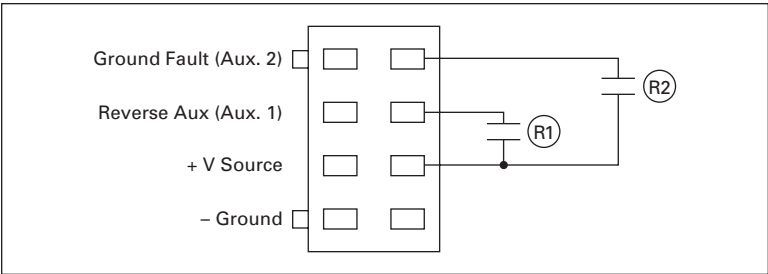 Ground Fault (Aux. 2)
R2
Reverse Aux (Aux. 1)
R1
+ V Source
– Ground